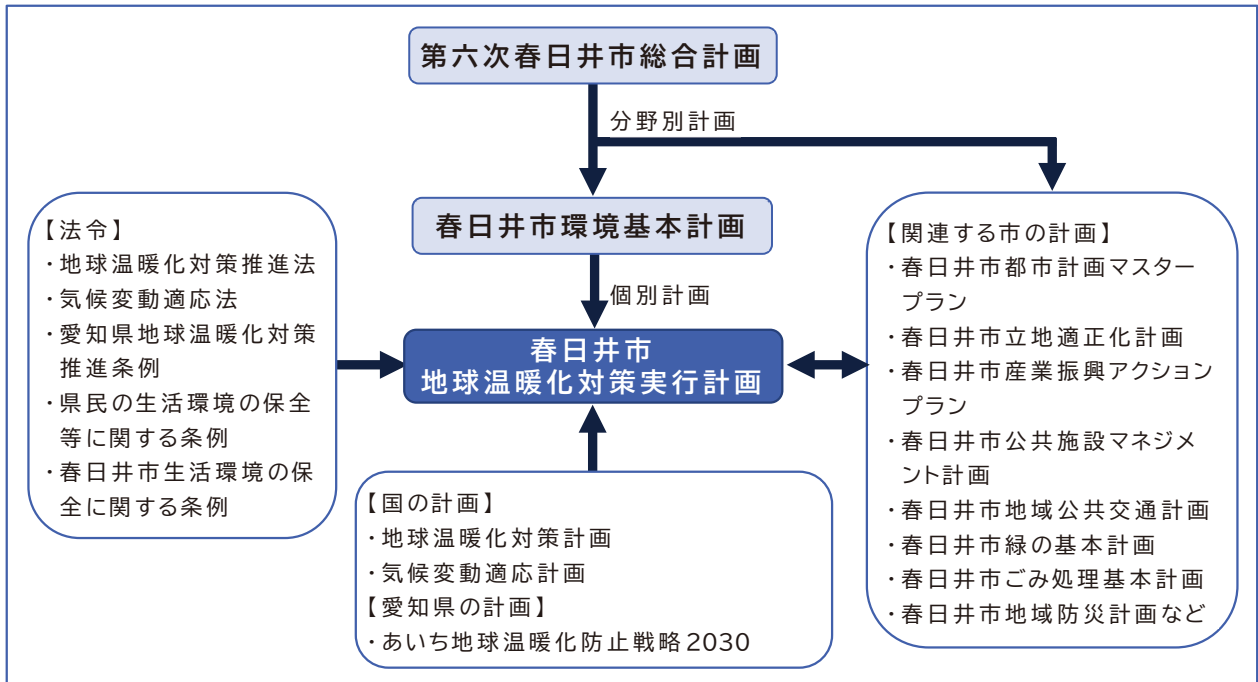 第六次春日井市総合計画
分野別計画
春日井市環境基本計画
個別計画
春日井市
地球温暖化対策実行計画
【法令】
・地球温暖化対策推進法
・気候変動適応法
・愛知県地球温暖化対策
推進条例
・県民の生活環境の保全
等に関する条例
・春日井市生活環境の保
全に関する条例
【国の計画】
・地球温暖化対策計画
・気候変動適応計画
【愛知県の計画】
・あいち地球温暖化防止戦略2030
【関連する市の計画】
・春日井市都市計画マスター
プラン
・春日井市立地適正化計画
・春日井市産業振興アクション
プラン
・春日井市公共施設マネジメ
ント計画
・春日井市地域公共交通計画
・春日井市緑の基本計画
・春日井市ごみ処理基本計画
・春日井市地域防災計画など